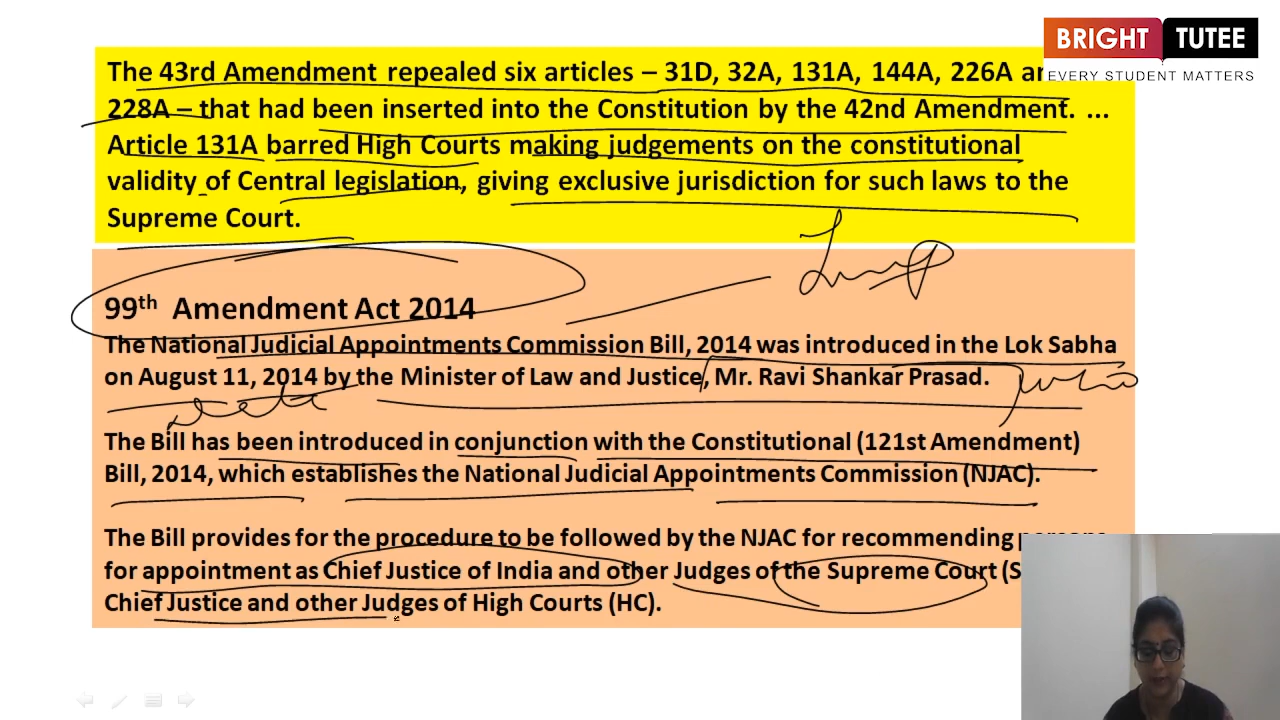 BRIGHT TUTEE
EVERY STUDENT MATTERS
The 43rd Amendment repealed six articles – 31D, 32A, 131A, 144A, 226A
228A – that had been inserted into the Constitution by the 42nd Amendment. ...
Article 131A barred High Courts making judgements on the constitutional
validity of Central legislation, giving exclusive jurisdiction for such laws to the
Supreme Court.
99th Amendment Act 2014
The National Judicial Appointments Commission Bill, 2014 was introduced in the Lok Sabha
on August 11, 2014 by the Minister of Law and Justice, Mr. Ravi Shankar Prasad.
The Bill has been introduced in conjunction with the Constitutional (121st Amendment)
Bill, 2014, which establishes the National Judicial Appointments Commission (NJAC).
The Bill provides for the procedure to be followed by the NJAC for recommending
for appointment as Chief Justice of India and other Judges of the Supreme Court
Chief Justice and other Judges of High Courts (HC).